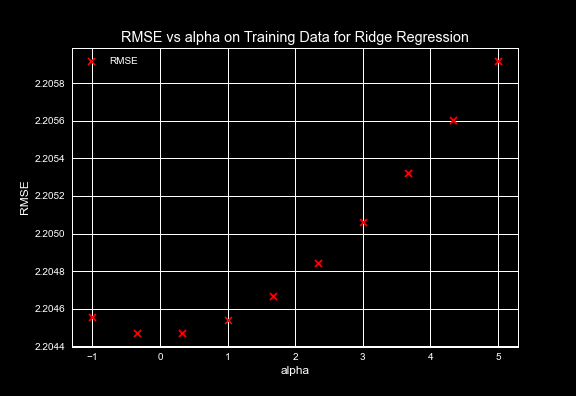 RMSE vs alpha on Training Data for Ridge Regression
RMSE
2.2058
2.2056
2.2054
2.2052
2.2050
2.2048
2.2046
2.2044
RMSE
−1 0 1 2 3 4 5
alpha